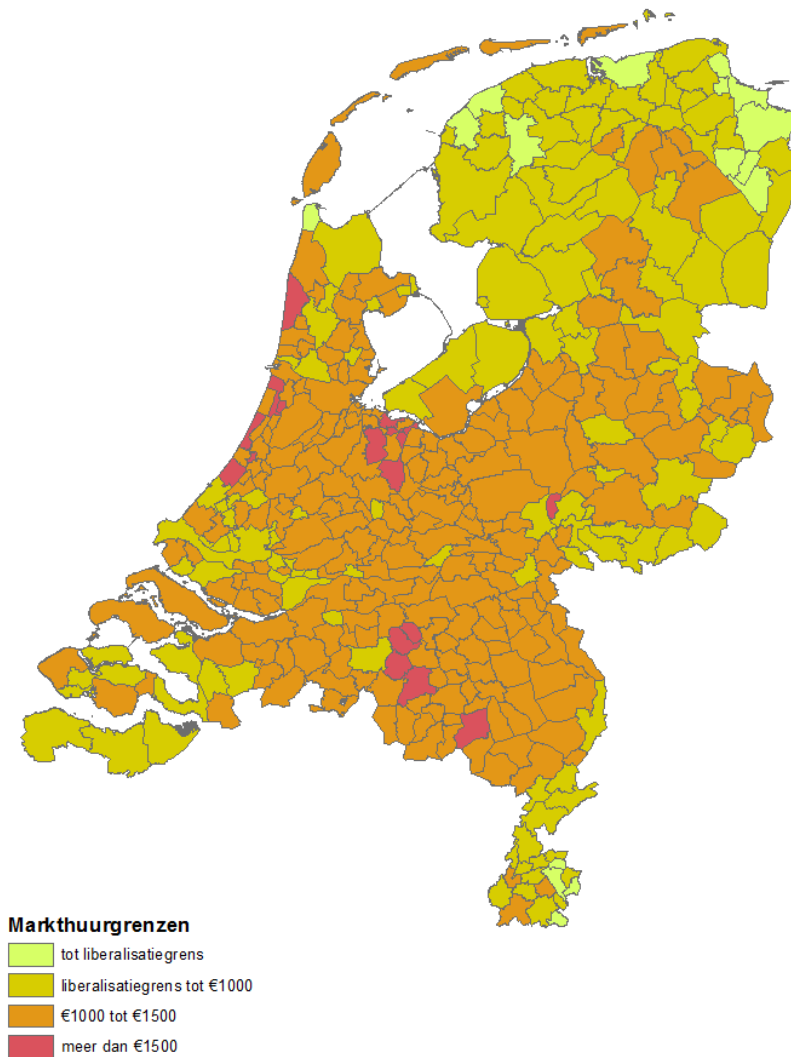 Markthuurgrenzen
tot liberalisatiegrens
liberalisatiegrens tot €1000
€1000 tot €1500
meer dan €1500